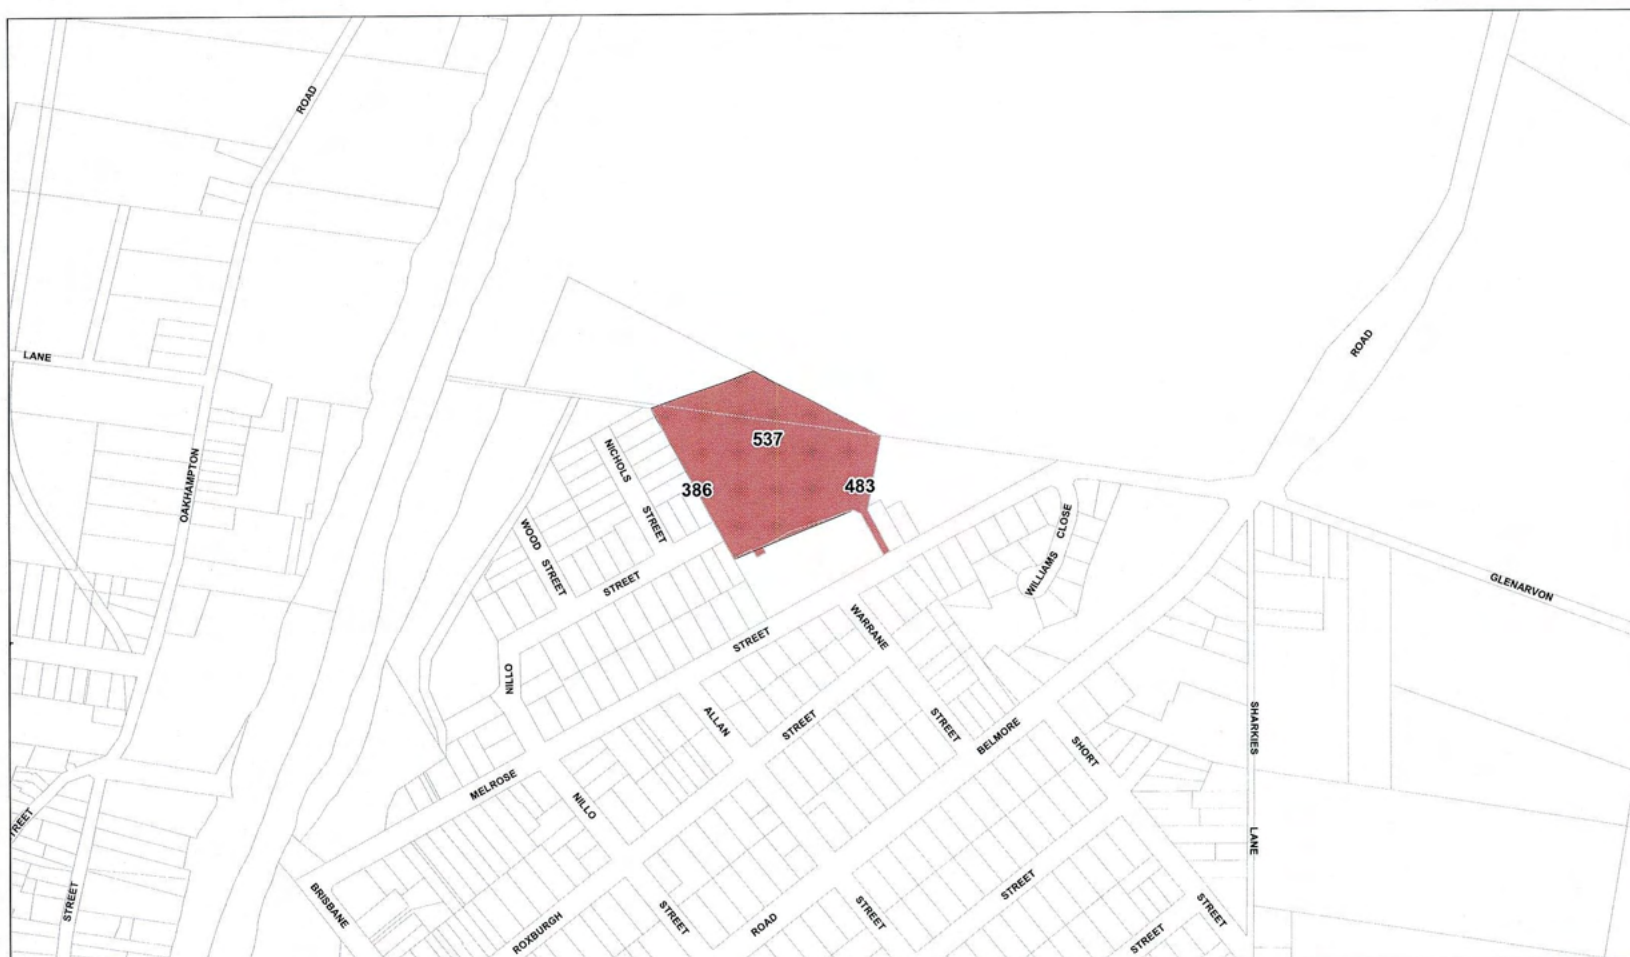 ROAD
ROAD
LANE
OAKHAMPTON
537
386
483
NICHOLS
STREET
WOOD
STREET
STREET
CLOSE
WILLIAMS
GLENARVON
WARRANE
STREET
STREET
NILLO
ALLAN
STREET
BELMORE
SHORT
SHARKIES
MELROSE
NILLO
LANE
STREET
BRISBANE
ROXBURGH
STREET
ROAD
STREET
STREET
STREET
STREET